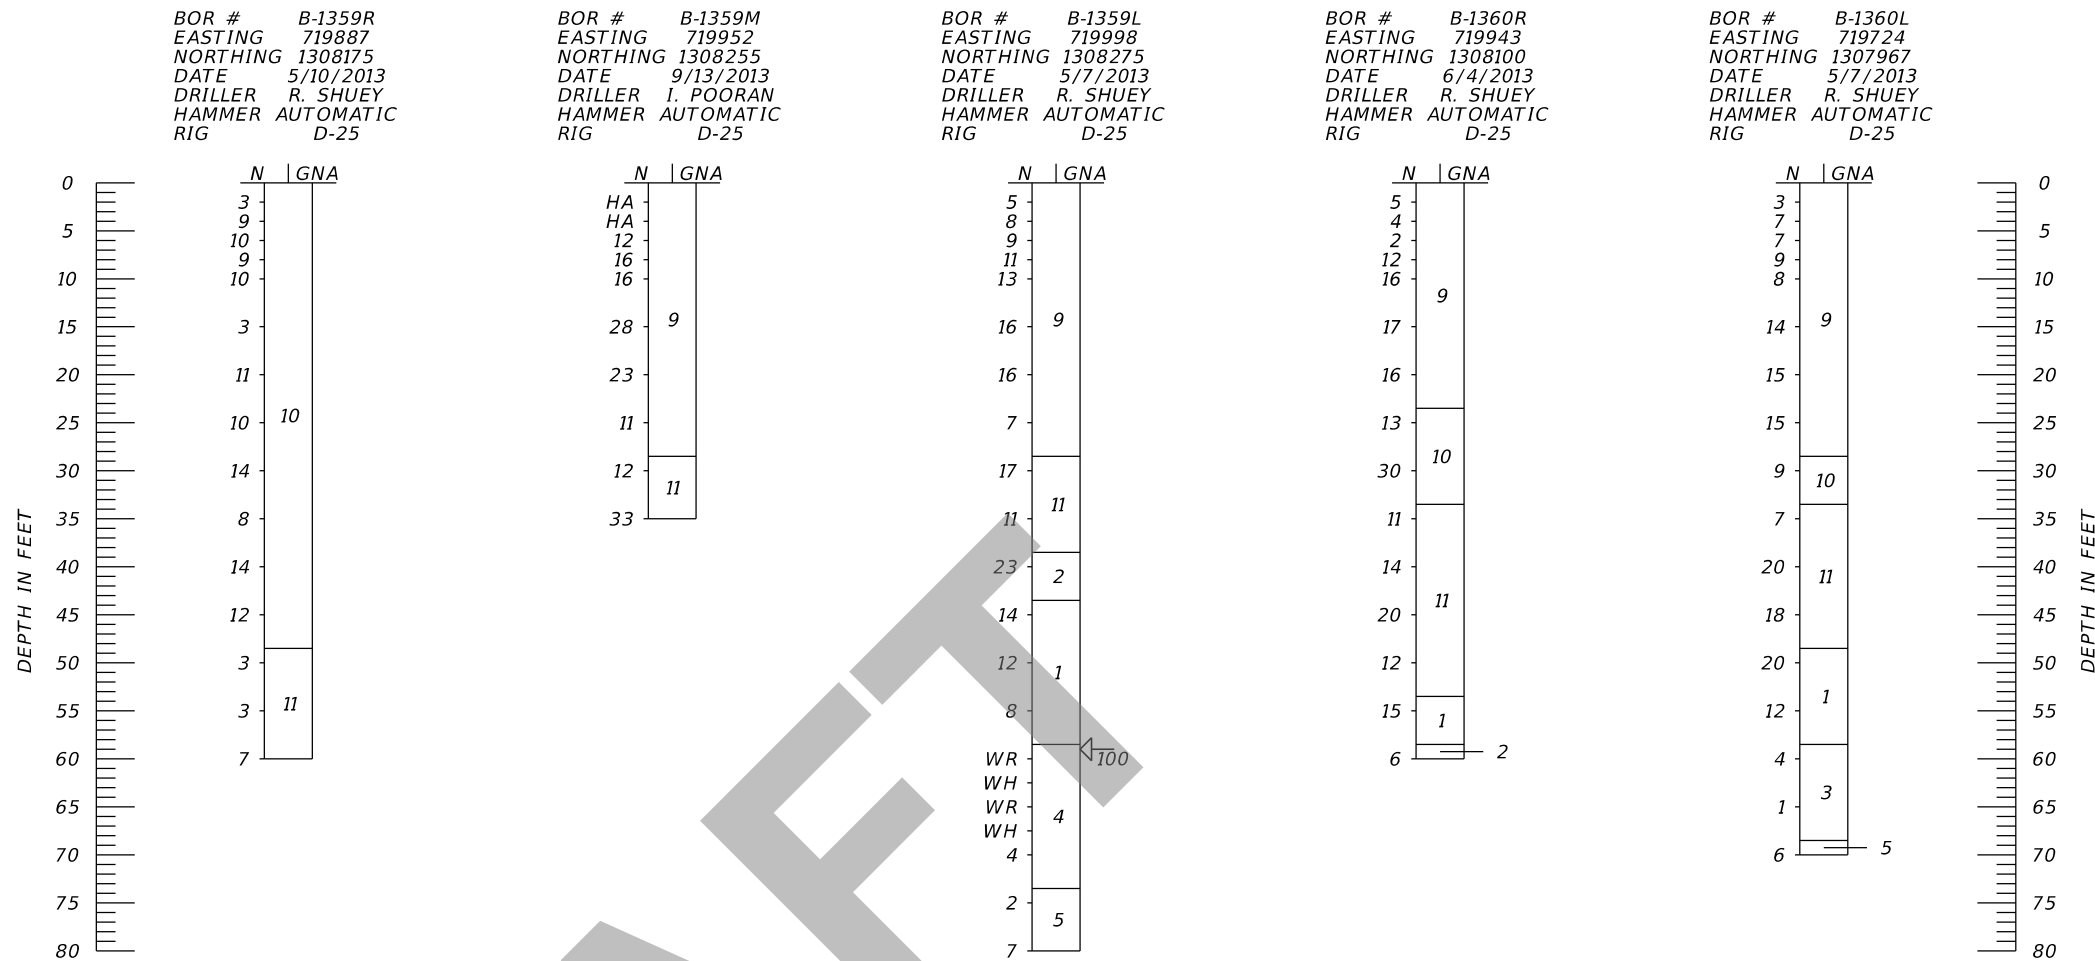 BOR # B-1359R
EASTING 719887
NORTHING 1308175
DATE 5/10/2013
DRILLER R. SHUEY
HAMMER AUTOMATIC
RIG D-25
BOR # B-1359M
EASTING 719952
NORTHING 1308255
DATE 9/13/2013
DRILLER I. POORAN
HAMMER AUTOMATIC
RIG D-25
BOR # B-1359L
EASTING 719998
NORTHING 1308275
DATE 5/7/2013
DRILLER R. SHUEY
HAMMER AUTOMATIC
RIG D-25
BOR # B-1360R
EASTING 719943
NORTHING 1308100
DATE 6/4/2013
DRILLER R. SHUEY
HAMMER AUTOMATIC
RIG D-25
BOR # B-1360L
EASTING 719724
NORTHING 1307967
DATE 5/7/2013
DRILLER R. SHUEY
HAMMER AUTOMATIC
RIG D-25
DEPTH IN FEET
0
5
10
15
20
25
30
35
40
45
50
55
60
65
70
75
80
N GNA
3
9
10
9
10
3
11
10
14
8
14
12
3
3
7
10
11
N GNA
HA
HA
12
16
16
28
23
11
12
33
9
11
N GNA
5
8
9
11
13
16
16
7
17
11
23
14
12
8
WR
WH
WR
WH
4
2
7
9
11
2
1
4
5
100
N GNA
5
4
2
12
16
17
16
13
30
11
14
20
12
15
6
9
10
11
1
2
N GNA
3
7
7
9
8
14
15
15
9
7
20
18
20
12
4
1
6
9
10
11
1
3
5
0
5
10
15
20
25
30
35
40
45
50
55
60
65
70
75
80
DEPTH IN FEET